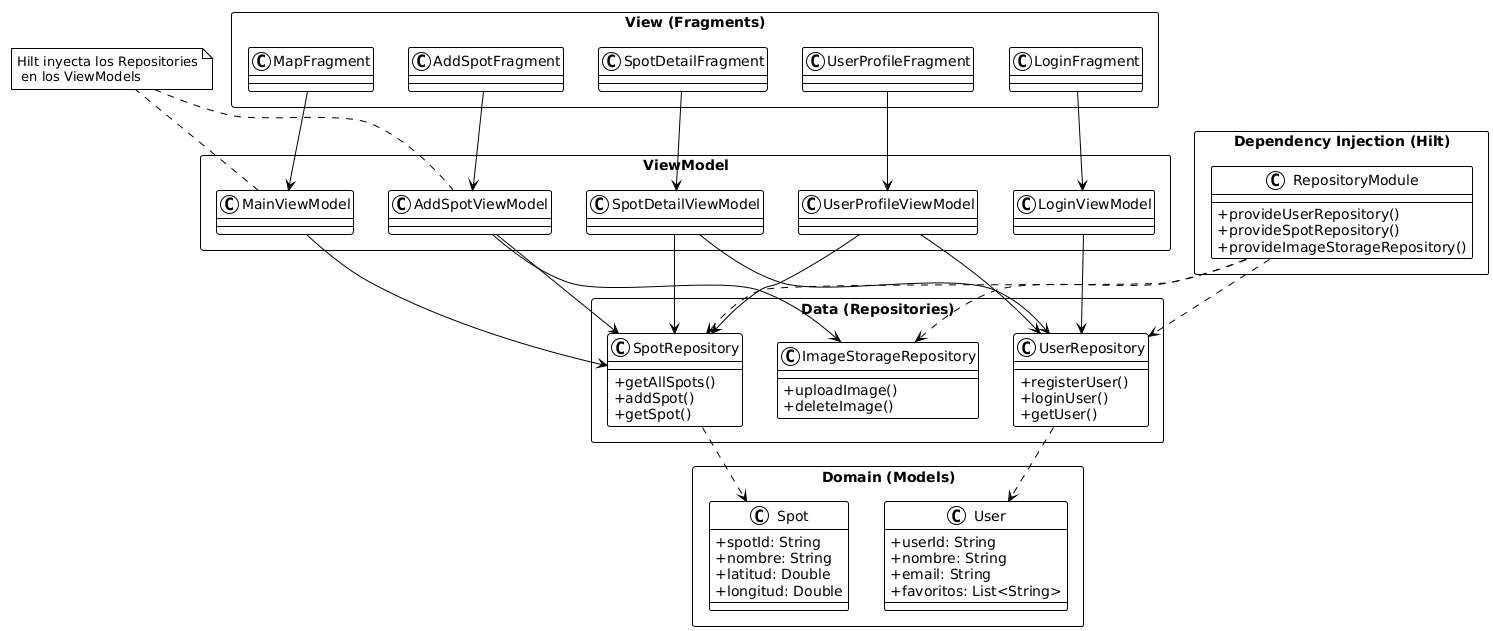 View (Fragments)
Hilt inyecta los Repositories
en los ViewModels
C MapFragment
C AddSpotFragment
C SpotDetailFragment
C UserProfileFragment
C LoginFragment
Dependency Injection (Hilt)
C RepositoryModule
+provideUserRepository()
+provideSpotRepository()
+provideImageStorageRepository()
ViewModel
C MainViewModel
C AddSpotViewModel
C SpotDetailViewModel
C UserProfileViewModel
C LoginViewModel
Data (Repositories)
C SpotRepository
+getAllSpots()
+addSpot()
+getSpot()
C ImageStorageRepository
+uploadImage()
+deleteImage()
C UserRepository
+registerUser()
+loginUser()
+getUser()
Domain (Models)
C Spot
+spotId: String
+nombre: String
+latitud: Double
+longitud: Double
C User
+userId: String
+nombre: String
+email: String
+favoritos: List<String>